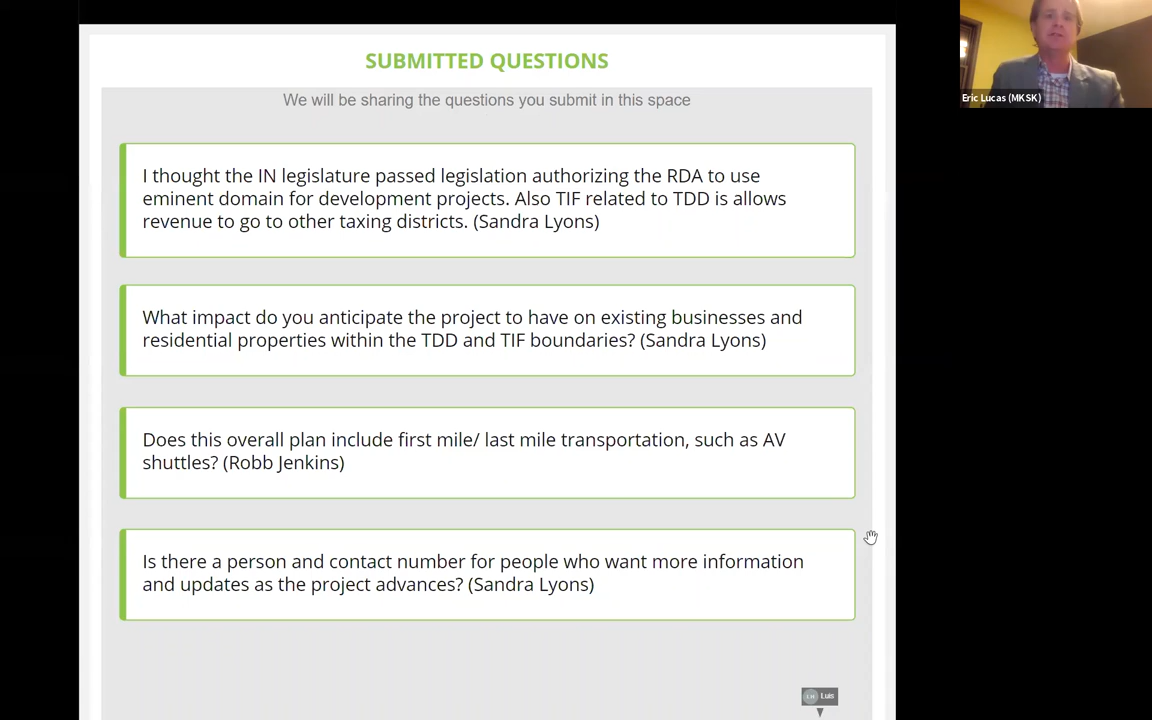 SUBMITTED QUESTIONS
We will be sharing the questions you submit in this space
Eric Lucas (MKSK)
I thought the IN legislature passed legislation authorizing the RDA to use
eminent domain for development projects. Also TIF related to TDD is allows
revenue to go to other taxing districts. (Sandra Lyons)
What impact do you anticipate the project to have on existing businesses and
residential properties within the TDD and TIF boundaries? (Sandra Lyons)
Does this overall plan include first mile/ last mile transportation, such as AV
shuttles? (Robb Jenkins)
Is there a person and contact number for people who want more information
and updates as the project advances? (Sandra Lyons)
Luis